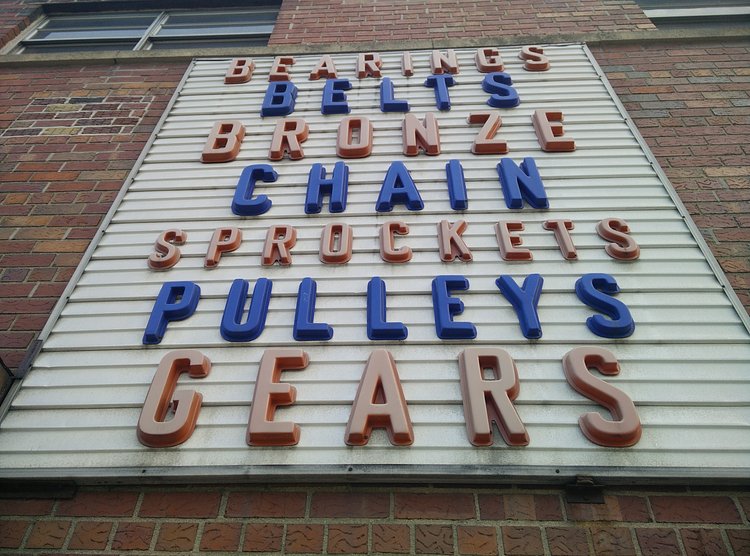 BEARINGS
BELTS
BRONZE
CHAIN
SPROCKETS
PULLEYS
GEARS